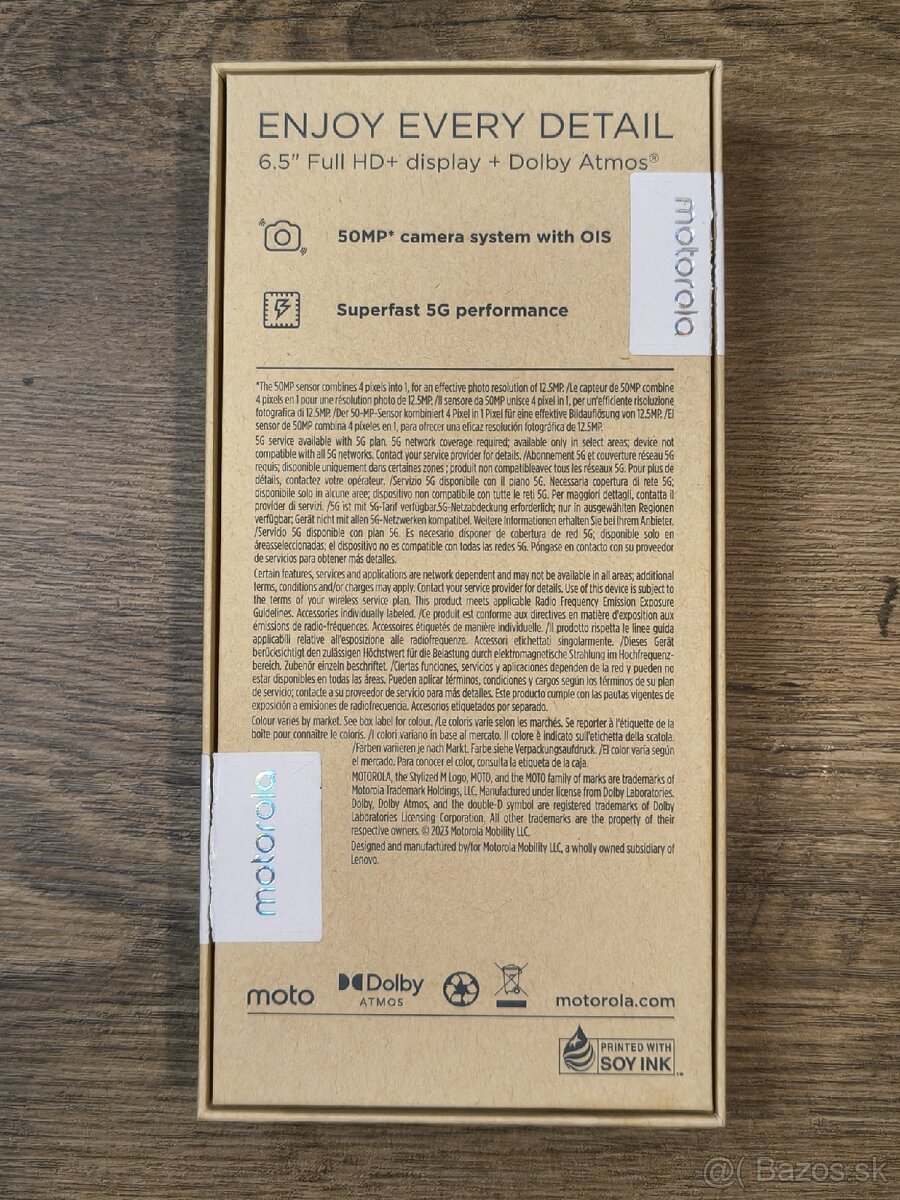 ENJOY EVERY DETAIL
6.5" Full HD+ display + Dolby Atmos®
motorola
50MP* camera system with OIS
Superfast 5G performance
*The 50MP sensor combines 4 pixels into 1, for an effective photo resolution of 12.5MP. /Le capteur de 50MP combine
4 pixels en 1 pour une résolution photo de 12.5MP. /Il sensore da 50MP unisce 4 pixel in 1, per un'efficiente risoluzione
fotografica di 12.5MP. /Der 50-MP-Sensor kombiniert 4 Pixel in 1 Pixel für eine effektive Bildauflösung von 12.5MP. /El
sensor de 50MP combina 4 píxeles en 1, para ofrecer una eficaz resolución fotográfica de 12.5MP.
5G service available with 5G plan. 5G network coverage required; available only in select areas; device not
compatible with all 5G networks. Contact your service provider for details. /Abonnement 5G et couverture réseau 5G
requis; disponible uniquement dans certaines zones ; produit non compatibleavec tous les réseaux 5G. Pour plus de
détails, contactez votre opérateur. /Servizio 5G disponibile con il piano 5G. Necessaria copertura di rete 5G;
disponibile solo in alcune aree; dispositivo non compatibile con tutte le reti 5G. Per maggiori dettagli, contatta il
provider di servizi. /5G ist mit 5G-Tarif verfügbar.5G-Netzabdeckung erforderlich; nur in ausgewählten Regionen
verfügbar; Gerät nicht mit allen 5G-Netzwerken kompatibel. Weitere Informationen erhalten Sie bei Ihrem Anbieter.
/Servido 5G disponible con plan 5G. Es necesario disponer de cobertura de red 5G; disponible solo en
áreasseleccionadas; el dispositivo no es compatible con todas las redes 5G. Póngase en contacto con su proveedor
de servicios para obtener más detalles.
Certain features, services and applications are network dependent and may not be available in all areas; additional
terms, conditions and/or charges may apply. Contact your service provider for details. Use of this device is subject to
the terms of your wireless service plan. This product meets applicable Radio Frequency Emission Exposure
Guidelines. Accessories individually labeled. /Ce produit est conforme aux directives en matière d'exposition aux
émissions de radio-fréquences. Accessoires étiquetés de manière individuelle. /Il prodotto rispetta le linee guida
applicabili relative all'esposizione alle radiofrequenze. Accessori etichettati singolarmente. /Dieses Gerät
berücksichtigt den zulässigen Höchstwert für die Belastung durch elektromagnetische Strahlung im Hochfrequenz-
bereich. Zubehör einzeln beschriftet. /Ciertas funciones, servicios y aplicaciones dependen de la red y pueden no
estar disponibles en todas las áreas. Pueden aplicar términos, condiciones y cargos según los términos de su plan
de servicio; contacte a su proveedor de servicio para más detalles. Este producto cumple con las pautas vigentes de
exposición a emisiones de radiofrecuencia. Accesorios etiquetados por separado.
Colour varies by market. See box label for colour. /Le coloris varie selon les marchés. Se reporter à l'étiquette de la
boîte pour connaître le coloris. /I colori variano in base al mercato. Il colore è indicato sull'etichetta della scatola.
/Farben variieren je nach Markt. Farbe siehe Verpackungsaufdruck. /El color varía según
el mercado. Para conocer el color, consulta la etiqueta de la caja.
MOTOROLA, the Stylized M Logo, MOTO, and the MOTO family of marks are trademarks of
Motorola Trademark Holdings, LLC. Manufactured under license from Dolby Laboratories.
Dolby, Dolby Atmos, and the double-D symbol are registered trademarks of Dolby
Laboratories Licensing Corporation. All other trademarks are the property of their
respective owners. © 2023 Motorola Mobility LLC.
Designed and manufactured by/for Motorola Mobility LLC, a wholly owned subsidiary of
Lenovo.
motorola
moto
Dolby
ATMOS
motorola.com
PRINTED WITH
SOY INK™
@( Bazos.sk